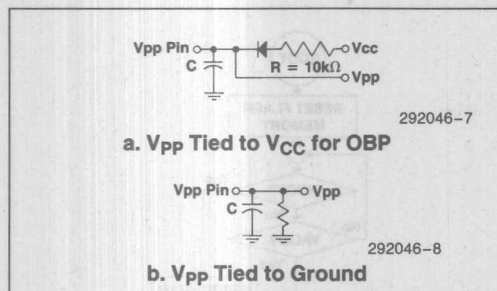 Vpp Pin Vcc
C R = 10kΩ Vpp
292046-7
a. VPP Tied to VCC for OBP
Vpp Pin Vpp
C
292046-8
b. VPP Tied to Ground